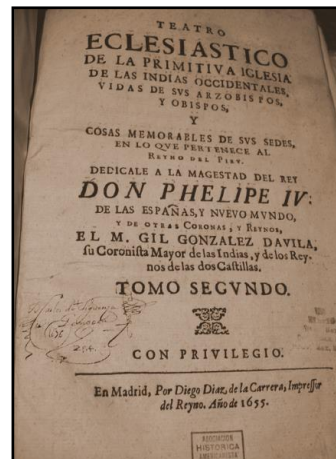 TEATRO
ECLESIASTICO
DE LA PRIMITIVA IGLESIA
DE LAS INDIAS OCCIDENTALES,
VIDAS DE SVS ARZOBISPOS,
Y OBISPOS,
Y
COSAS MEMORABLES DE SVS SEDES,
EN LO QVE PERTENECE AL
REYNO DEL PIRV.
DEDICALE A LA MAGESTAD DEL REY
DON PHELIPE IV.
DE LAS ESPAÑAS, Y NVEVO MVNDO,
Y DE OTRAS CORONAS, Y REYNOS,
EL M. GIL GONZALEZ DAVILA,
su Coronista Mayor de las Indias, y de los Rey-
nos de las dos Castillas.
TOMO SEGVNDO.
CON PRIVILEGIO.
En Madrid, Por Diego Diaz de la Carrera, Impressor
del Reyno. Año de 1655.
ASOCIACION
HISTORICA
AMERICANISTA